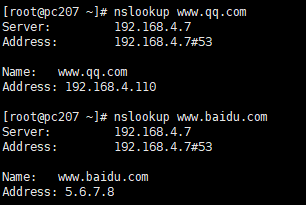 [root@pc207 ~]# nslookup www.qq.com
Server:         192.168.4.7
Address:        192.168.4.7#53
Name:   www.qq.com
Address: 192.168.4.110
[root@pc207 ~]# nslookup www.baidu.com
Server:         192.168.4.7
Address:        192.168.4.7#53
Name:   www.baidu.com
Address: 5.6.7.8